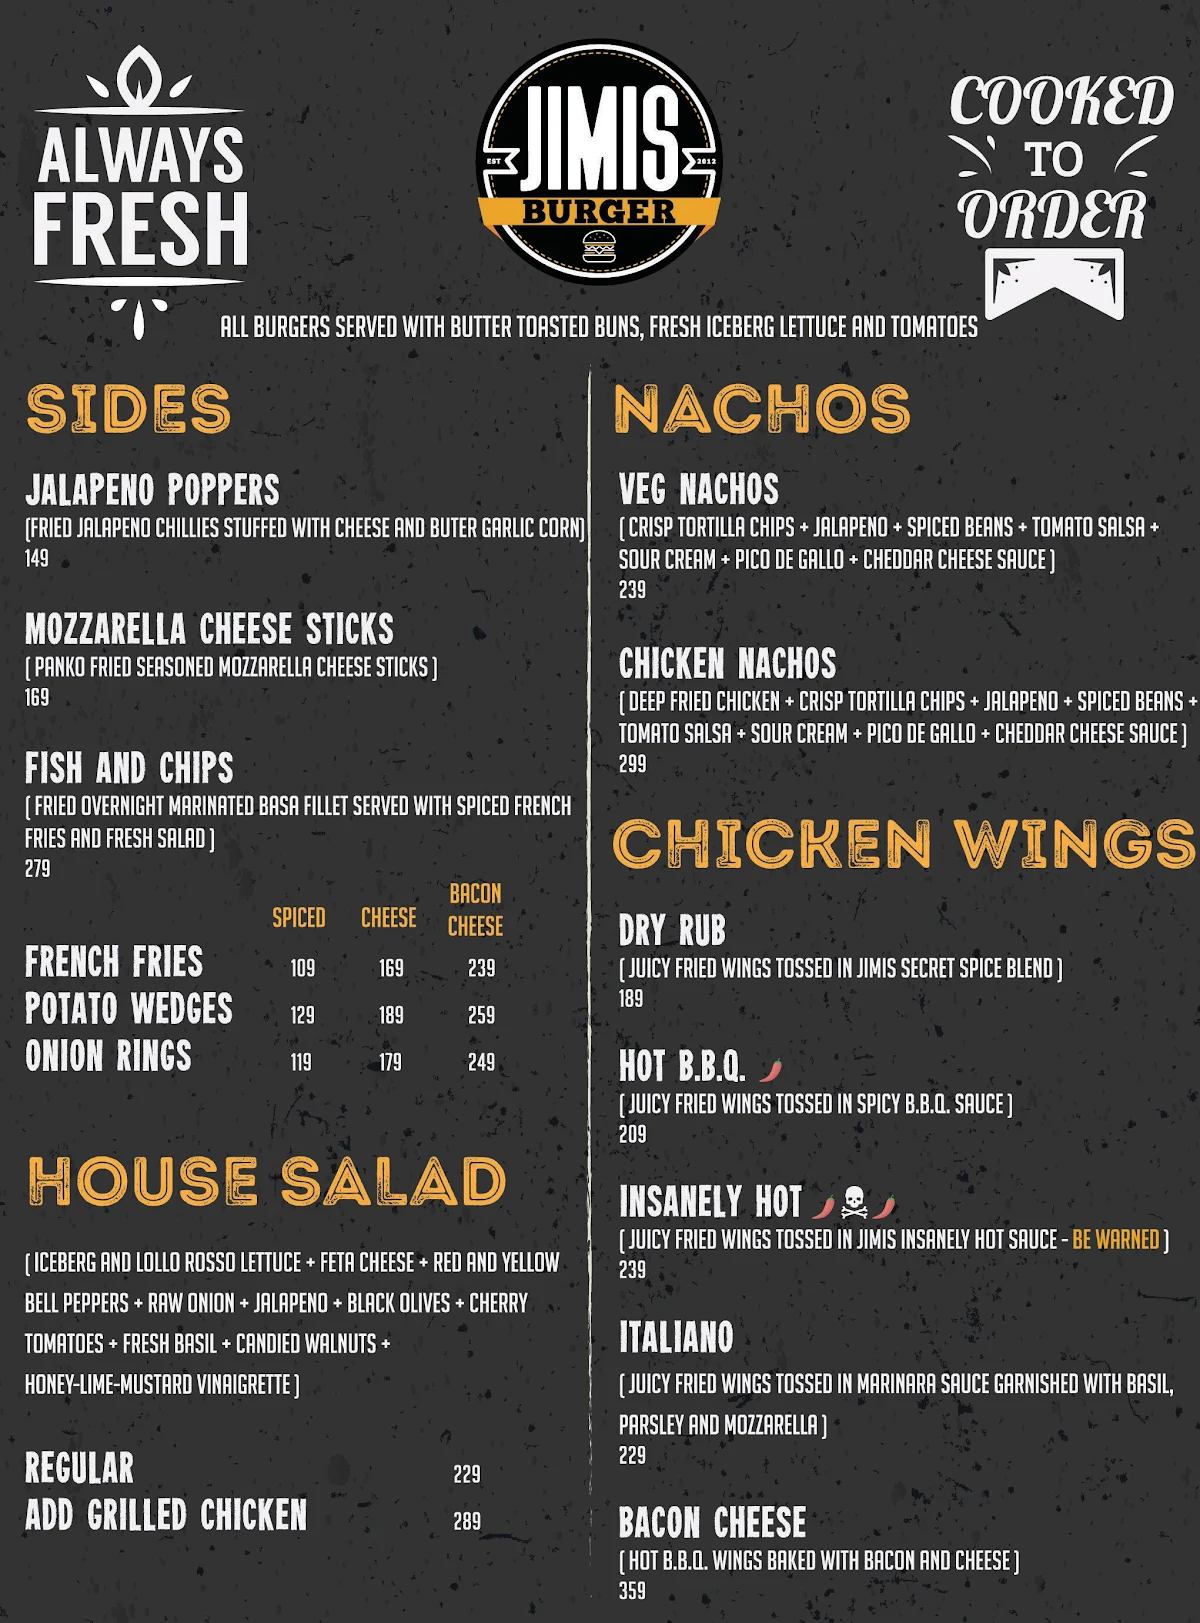 ALWAYS
FRESH
EST
JIMIS
2012
BURGER
COOKED
TO
ORDER
ALL BURGERS SERVED WITH BUTTER TOASTED BUNS, FRESH ICEBERG LETTUCE AND TOMATOES
SIDES
JALAPENO POPPERS
(FRIED JALAPENO CHILLIES STUFFED WITH CHEESE AND BUTER GARLIC CORN)
149
MOZZARELLA CHEESE STICKS
( PANKO FRIED SEASONED MOZZARELLA CHEESE STICKS )
169
FISH AND CHIPS
( FRIED OVERNIGHT MARINATED BASA FILLET SERVED WITH SPICED FRENCH
FRIES AND FRESH SALAD )
279
SPICED CHEESE BACON
CHEESE
FRENCH FRIES 109 169 239
POTATO WEDGES 129 189 259
ONION RINGS 119 179 249
HOUSE SALAD
( ICEBERG AND LOLLO ROSSO LETTUCE + FETA CHEESE + RED AND YELLOW
BELL PEPPERS + RAW ONION + JALAPENO + BLACK OLIVES + CHERRY
TOMATOES + FRESH BASIL + CANDIED WALNUTS +
HONEY-LIME-MUSTARD VINAIGRETTE )
REGULAR 229
ADD GRILLED CHICKEN 289
NACHOS
VEG NACHOS
( CRISP TORTILLA CHIPS + JALAPENO + SPICED BEANS + TOMATO SALSA +
SOUR CREAM + PICO DE GALLO + CHEDDAR CHEESE SAUCE )
239
CHICKEN NACHOS
( DEEP FRIED CHICKEN + CRISP TORTILLA CHIPS + JALAPENO + SPICED BEANS +
TOMATO SALSA + SOUR CREAM + PICO DE GALLO + CHEDDAR CHEESE SAUCE )
299
CHICKEN WINGS
DRY RUB
( JUICY FRIED WINGS TOSSED IN JIMIS SECRET SPICE BLEND )
189
HOT B.B.Q.
( JUICY FRIED WINGS TOSSED IN SPICY B.B.Q. SAUCE )
209
INSANELY HOT
( JUICY FRIED WINGS TOSSED IN JIMIS INSANELY HOT SAUCE - BE WARNED )
239
ITALIANO
( JUICY FRIED WINGS TOSSED IN MARINARA SAUCE GARNISHED WITH BASIL,
PARSLEY AND MOZZARELLA )
229
BACON CHEESE
( HOT B.B.Q. WINGS BAKED WITH BACON AND CHEESE )
359